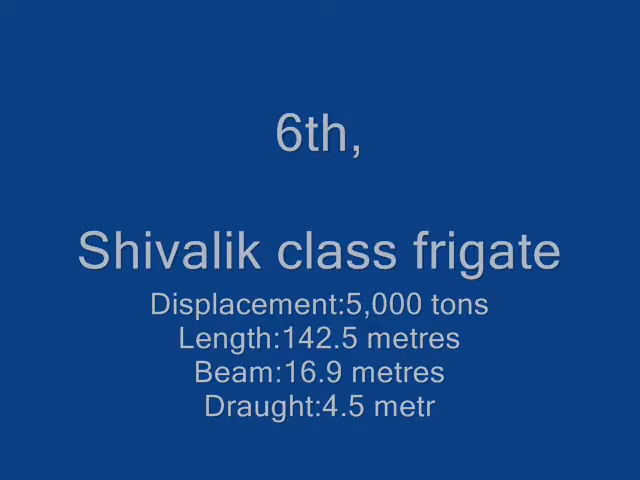 6th,
Shivalik class frigate
Displacement:5,000 tons
Length:142.5 metres
Beam:16.9 metres
Draught:4.5 metr